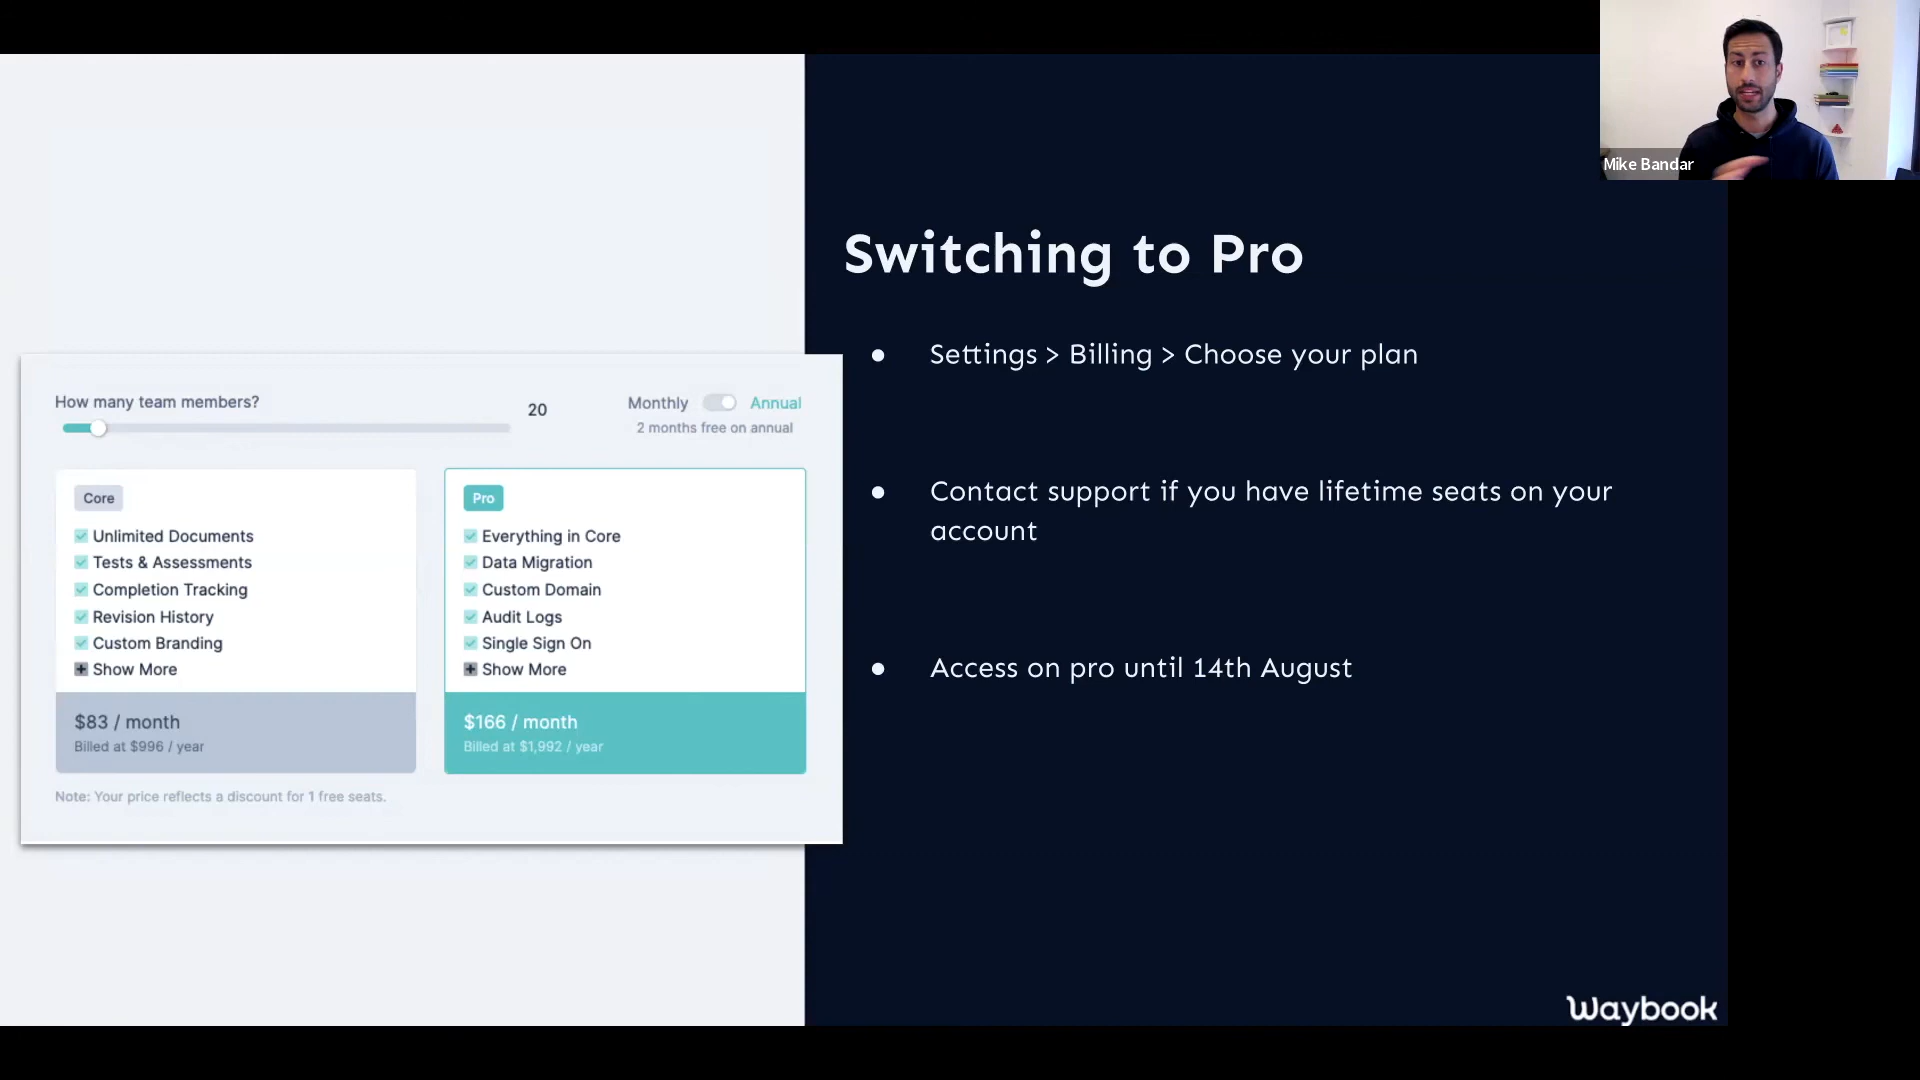 Mike Bandar
Switching to Pro
● Settings > Billing > Choose your plan
● Contact support if you have lifetime seats on your
account
● Access on pro until 14th August
How many team members?
20
Monthly
Annual
2 months free on annual
Core
Unlimited Documents
Tests & Assessments
Completion Tracking
Revision History
Custom Branding
Show More
$83 / month
Billed at $996 / year
Pro
Everything in Core
Data Migration
Custom Domain
Audit Logs
Single Sign On
Show More
$166 / month
Billed at $1,992 / year
Note: Your price reflects a discount for 1 free seats.
Waybook